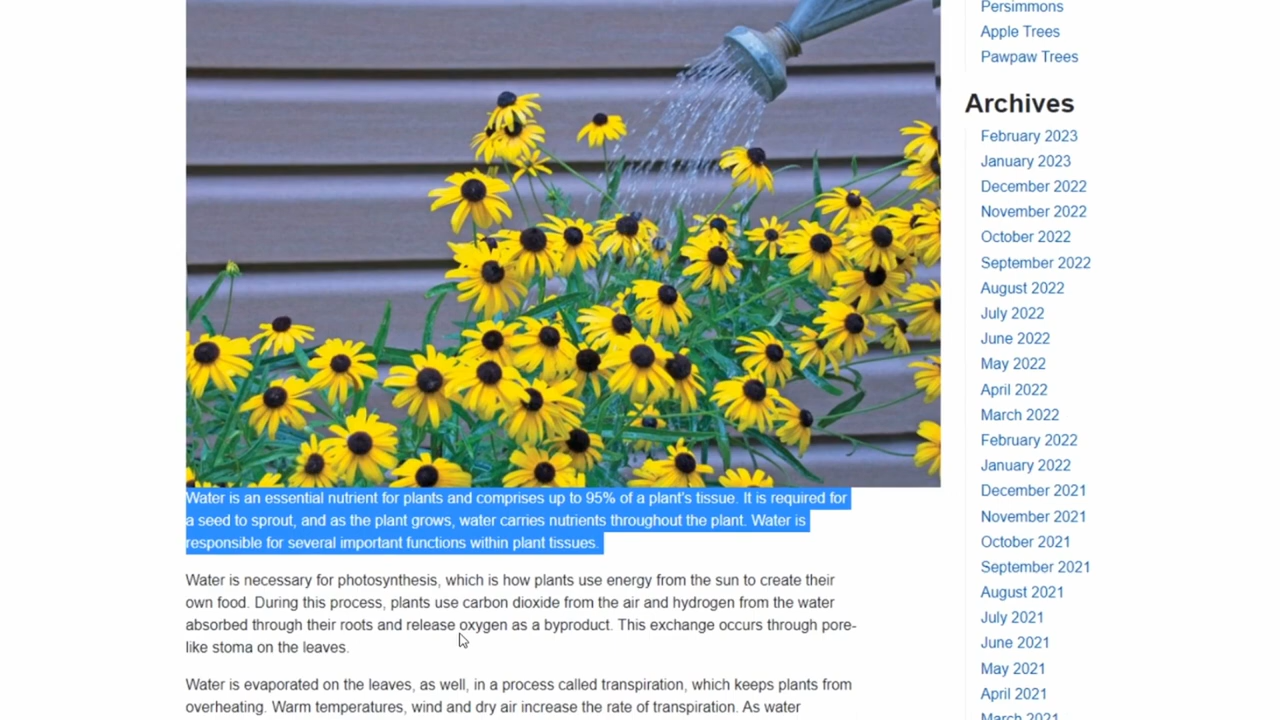 Persimmons
Apple Trees
Pawpaw Trees
Archives
February 2023
January 2023
December 2022
November 2022
October 2022
September 2022
August 2022
July 2022
June 2022
May 2022
April 2022
March 2022
February 2022
January 2022
December 2021
November 2021
October 2021
September 2021
August 2021
July 2021
June 2021
May 2021
April 2021
March 2021
Water is an essential nutrient for plants and comprises up to 95% of a plant's tissue. It is required for
a seed to sprout, and as the plant grows, water carries nutrients throughout the plant. Water is
responsible for several important functions within plant tissues.
Water is necessary for photosynthesis, which is how plants use energy from the sun to create their
own food. During this process, plants use carbon dioxide from the air and hydrogen from the water
absorbed through their roots and release oxygen as a byproduct. This exchange occurs through pore-
like stoma on the leaves.
Water is evaporated on the leaves, as well, in a process called transpiration, which keeps plants from
overheating. Warm temperatures, wind and dry air increase the rate of transpiration. As water